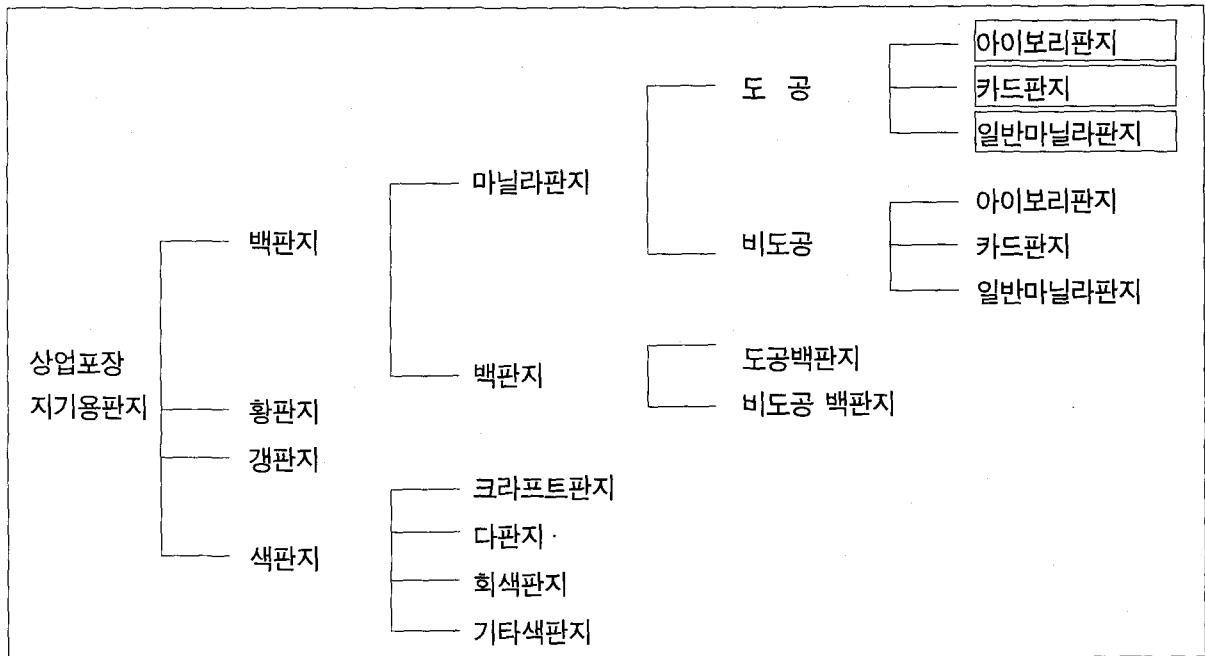 상업포장
지기용판지
백판지
마닐라판지
도 공
아이보리판지
카드판지
일반마닐라판지
비도공
아이보리판지
카드판지
일반마닐라판지
백판지
도공백판지
비도공 백판지
황판지
갱판지
색판지
크라프트판지
다판지
회색판지
기타색판지